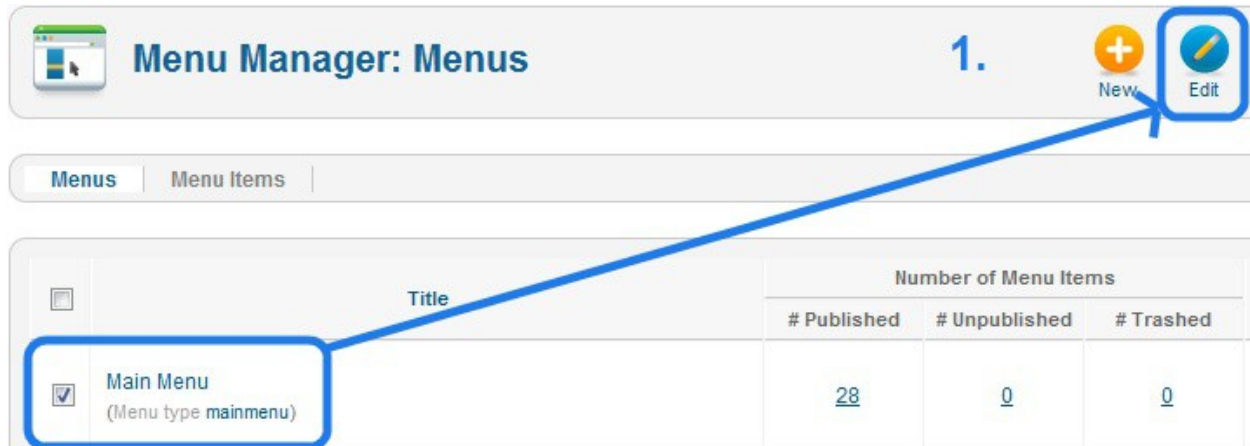 Menu Manager: Menus
1.
New
Edit
Menus
Menu Items
Title
Number of Menu Items
# Published
# Unpublished
# Trashed
Main Menu
(Menu type mainmenu)
28
0
0